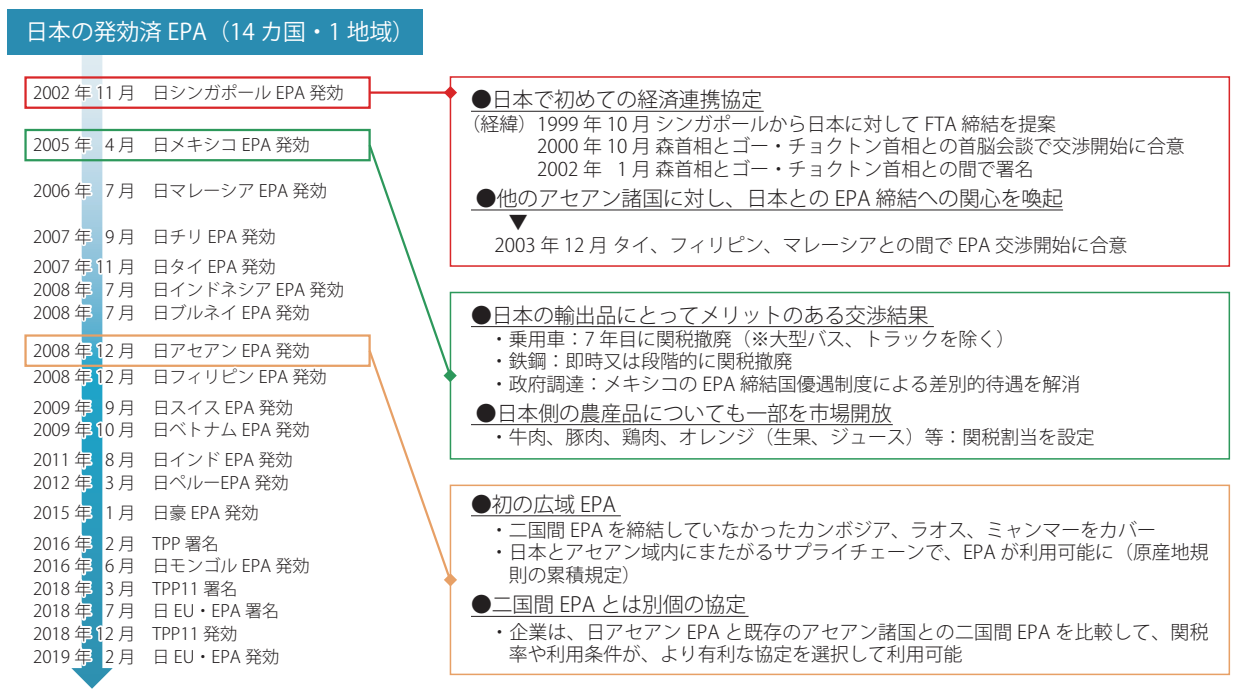 日本の発効済 EPA（14 カ国・1 地域）
2002 年 11 月 日シンガポール EPA 発効
2005 年 4 月 日メキシコ EPA 発効
2006 年 7 月 日マレーシア EPA 発効
2007 年 9 月 日チリ EPA 発効
2007 年 11 月 日タイ EPA 発効
2008 年 7 月 日インドネシア EPA 発効
2008 年 7 月 日ブルネイ EPA 発効
2008 年 12 月 日アセアン EPA 発効
2008 年 12 月 日フィリピン EPA 発効
2009 年 9 月 日スイス EPA 発効
2009 年 10 月 日ベトナム EPA 発効
2011 年 8 月 日インド EPA 発効
2012 年 3 月 日ペルーEPA 発効
2015 年 1 月 日豪 EPA 発効
2016 年 2 月 TPP 署名
2016 年 6 月 日モンゴル EPA 発効
2018 年 3 月 TPP11 署名
2018 年 7 月 日 EU・EPA 署名
2018 年 12 月 TPP11 発効
2019 年 2 月 日 EU・EPA 発効
●日本で初めての経済連携協定
（経緯）1999 年 10 月 シンガポールから日本に対して FTA 締結を提案
2000 年 10 月 森首相とゴー・チョクトン首相との首脳会談で交渉開始に合意
2002 年 1 月 森首相とゴー・チョクトン首相との間で署名
●他のアセアン諸国に対し、日本との EPA 締結への関心を喚起
▼
2003 年 12 月 タイ、フィリピン、マレーシアとの間で EPA 交渉開始に合意
●日本の輸出品にとってメリットのある交渉結果
・乗用車：7 年目に関税撤廃（※大型バス、トラックを除く）
・鉄鋼：即時又は段階的に関税撤廃
・政府調達：メキシコの EPA 締結国優遇制度による差別的待遇を解消
●日本側の農産品についても一部を市場開放
・牛肉、豚肉、鶏肉、オレンジ（生果、ジュース）等：関税割当を設定
●初の広域 EPA
・二国間 EPA を締結していなかったカンボジア、ラオス、ミャンマーをカバー
・日本とアセアン域内にまたがるサプライチェーンで、EPA が利用可能に（原産地規
則の累積規定）
●二国間 EPA とは別個の協定
・企業は、日アセアン EPA と既存のアセアン諸国との二国間 EPA を比較して、関税
率や利用条件が、より有利な協定を選択して利用可能